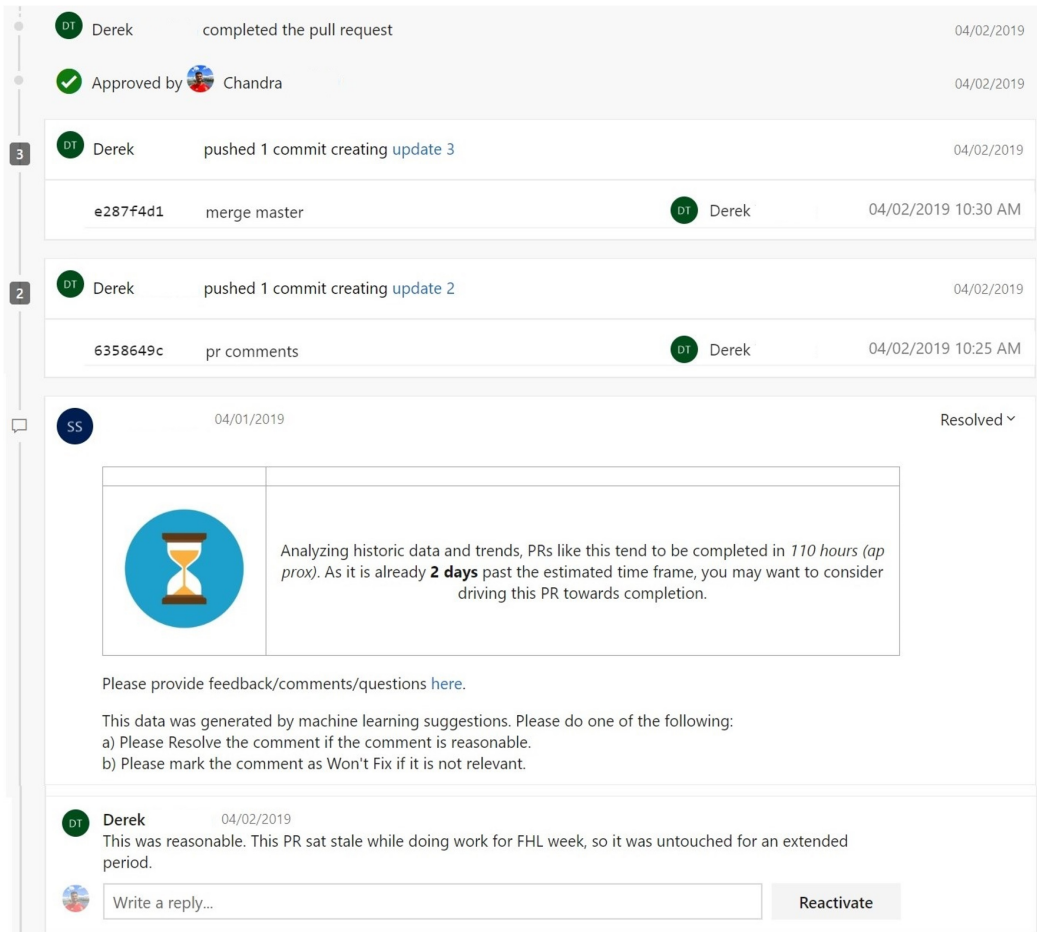 DT Derek completed the pull request 04/02/2019
Approved by Chandra 04/02/2019
3 DT Derek pushed 1 commit creating update 3 04/02/2019
e287f4d1 merge master DT Derek 04/02/2019 10:30 AM
2 DT Derek pushed 1 commit creating update 2 04/02/2019
6358649c pr comments DT Derek 04/02/2019 10:25 AM
SS 04/01/2019 Resolved
Analyzing historic data and trends, PRs like this tend to be completed in 110 hours (ap
prox). As it is already 2 days past the estimated time frame, you may want to consider
driving this PR towards completion.
Please provide feedback/comments/questions here.
This data was generated by machine learning suggestions. Please do one of the following:
a) Please Resolve the comment if the comment is reasonable.
b) Please mark the comment as Won't Fix if it is not relevant.
DT Derek 04/02/2019
This was reasonable. This PR sat stale while doing work for FHL week, so it was untouched for an extended
period.
Write a reply... Reactivate